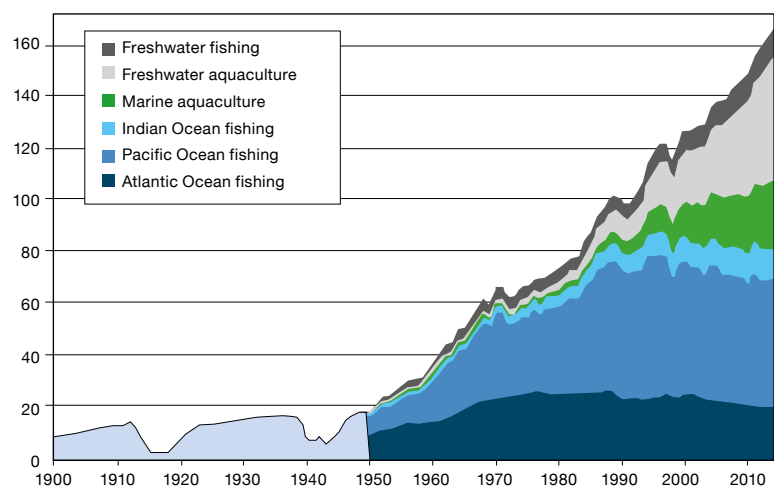 160
140
120
100
80
60
40
20
0
Freshwater fishing
Freshwater aquaculture
Marine aquaculture
Indian Ocean fishing
Pacific Ocean fishing
Atlantic Ocean fishing
1900 1910 1920 1930 1940 1950 1960 1970 1980 1990 2000 2010